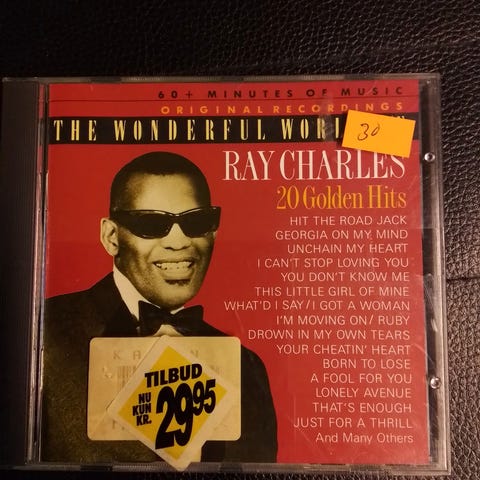 60+ MINUTES OF MUSIC
ORIGINAL RECORDINGS
THE WONDERFUL
30
RAY CHARLES
20 Golden Hits
HIT THE ROAD JACK
GEORGIA ON MY MIND
UNCHAIN MY HEART
I CAN'T STOP LOVING YOU
YOU DON'T KNOW ME
THIS LITTLE GIRL OF MINE
WHAT'D I SAY/I GOT A WOMAN
I'M MOVING ON/RUBY
DROWN IN MY OWN TEARS
YOUR CHEATIN' HEART
BORN TO LOSE
A FOOL FOR YOU
LONELY AVENUE
THAT'S ENOUGH
JUST FOR A THRILL
And Many Others
TILBUD
NU
KUN
KR.
29.95